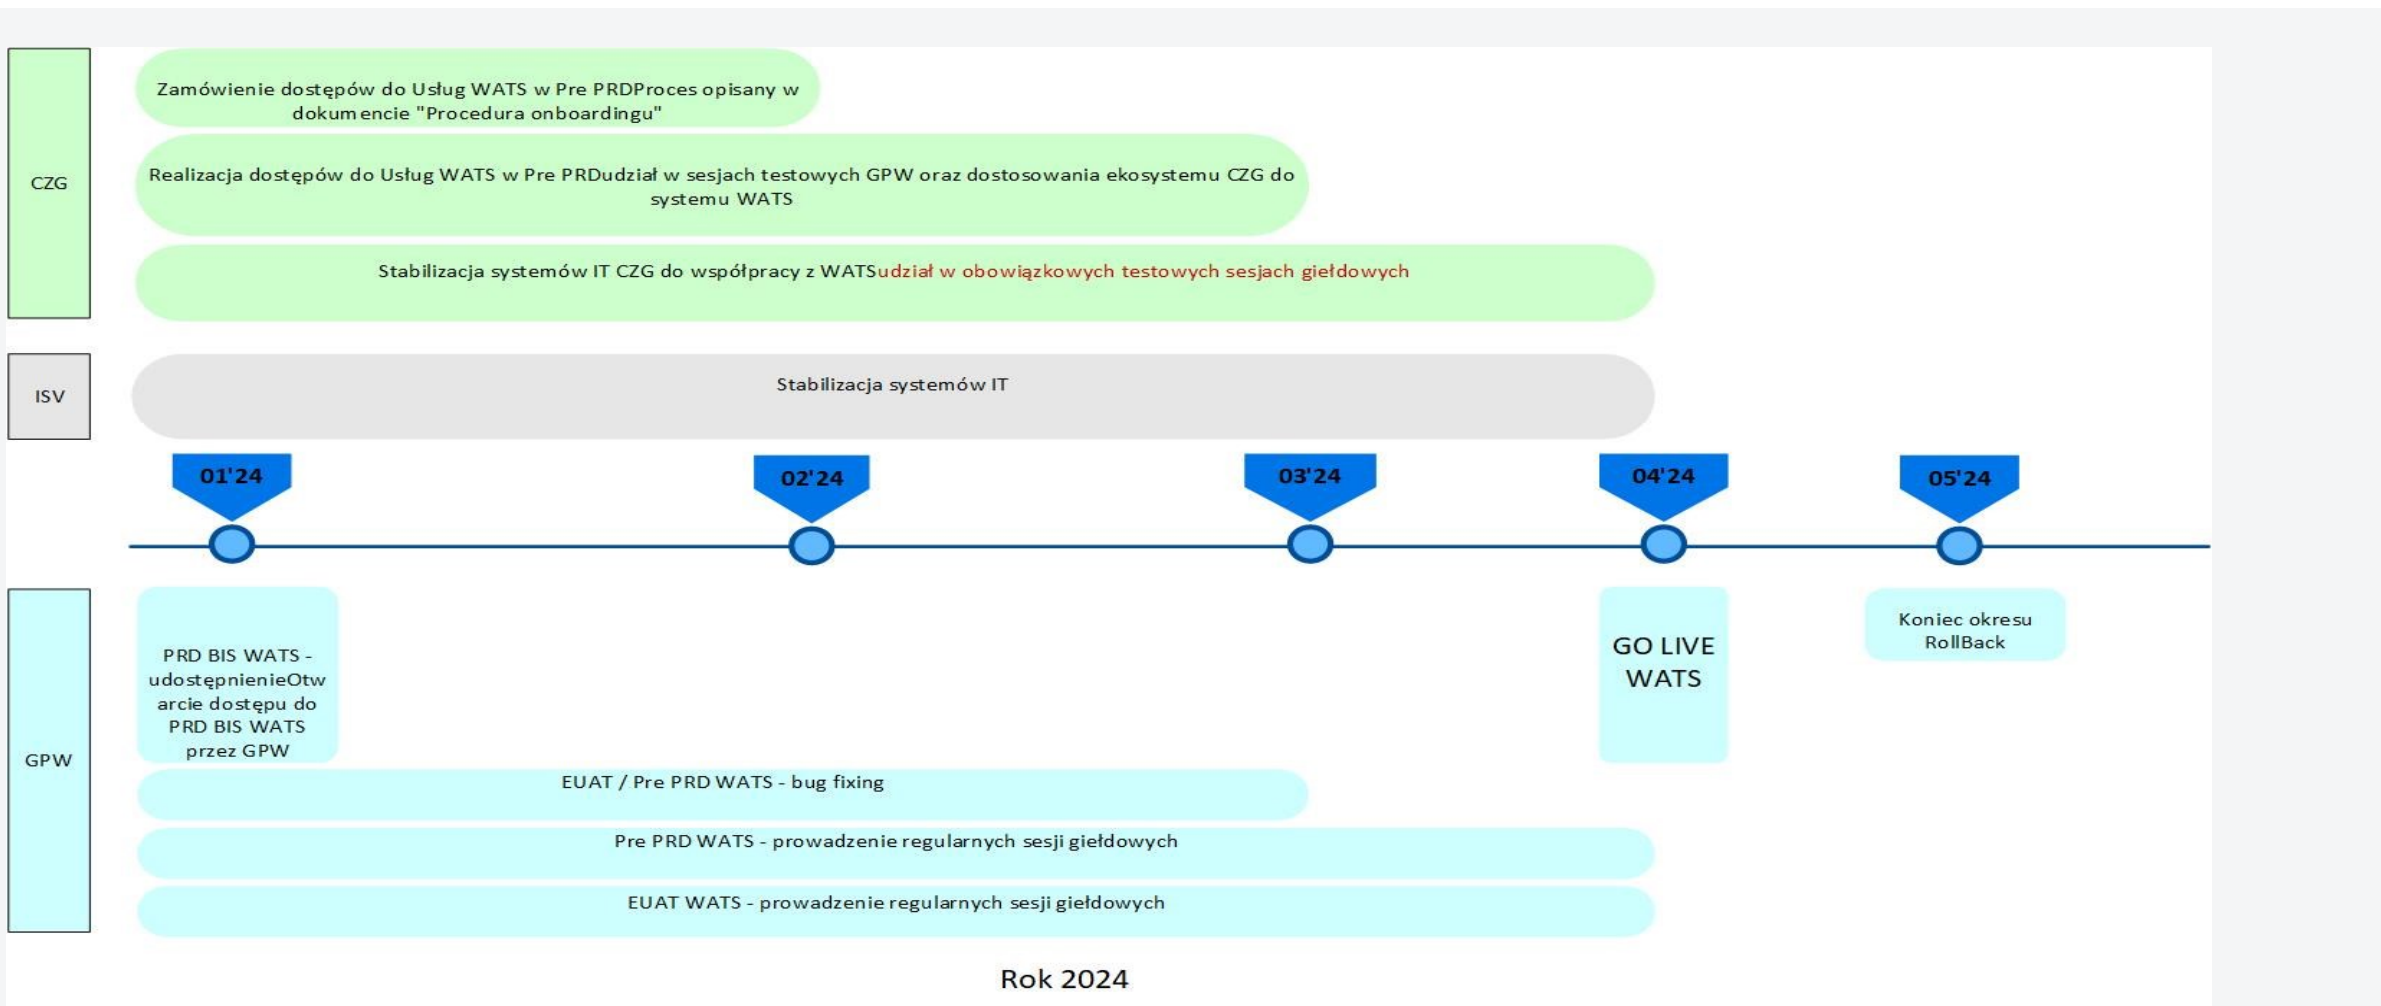 CZG
Zamówienie dostępów do Usług WATS w Pre PRDProces opisany w
dokumencie "Procedura onboardingu"
Realizacja dostępów do Usług WATS w Pre PRDudział w sesjach testowych GPW oraz dostosowania ekosystemu CZG do
systemu WATS
Stabilizacja systemów IT CZG do współpracy z WATSudział w obowiązkowych testowych sesjach giełdowych
ISV
Stabilizacja systemów IT
01'24
02'24
03'24
04'24
05'24
GPW
PRD BIS WATS -
udostępnienieOtw
arcie dostępu do
PRD BIS WATS
przez GPW
GO LIVE
WATS
Koniec okresu
RollBack
EUAT / Pre PRD WATS - bug fixing
Pre PRD WATS - prowadzenie regularnych sesji giełdowych
EUAT WATS - prowadzenie regularnych sesji giełdowych
Rok 2024